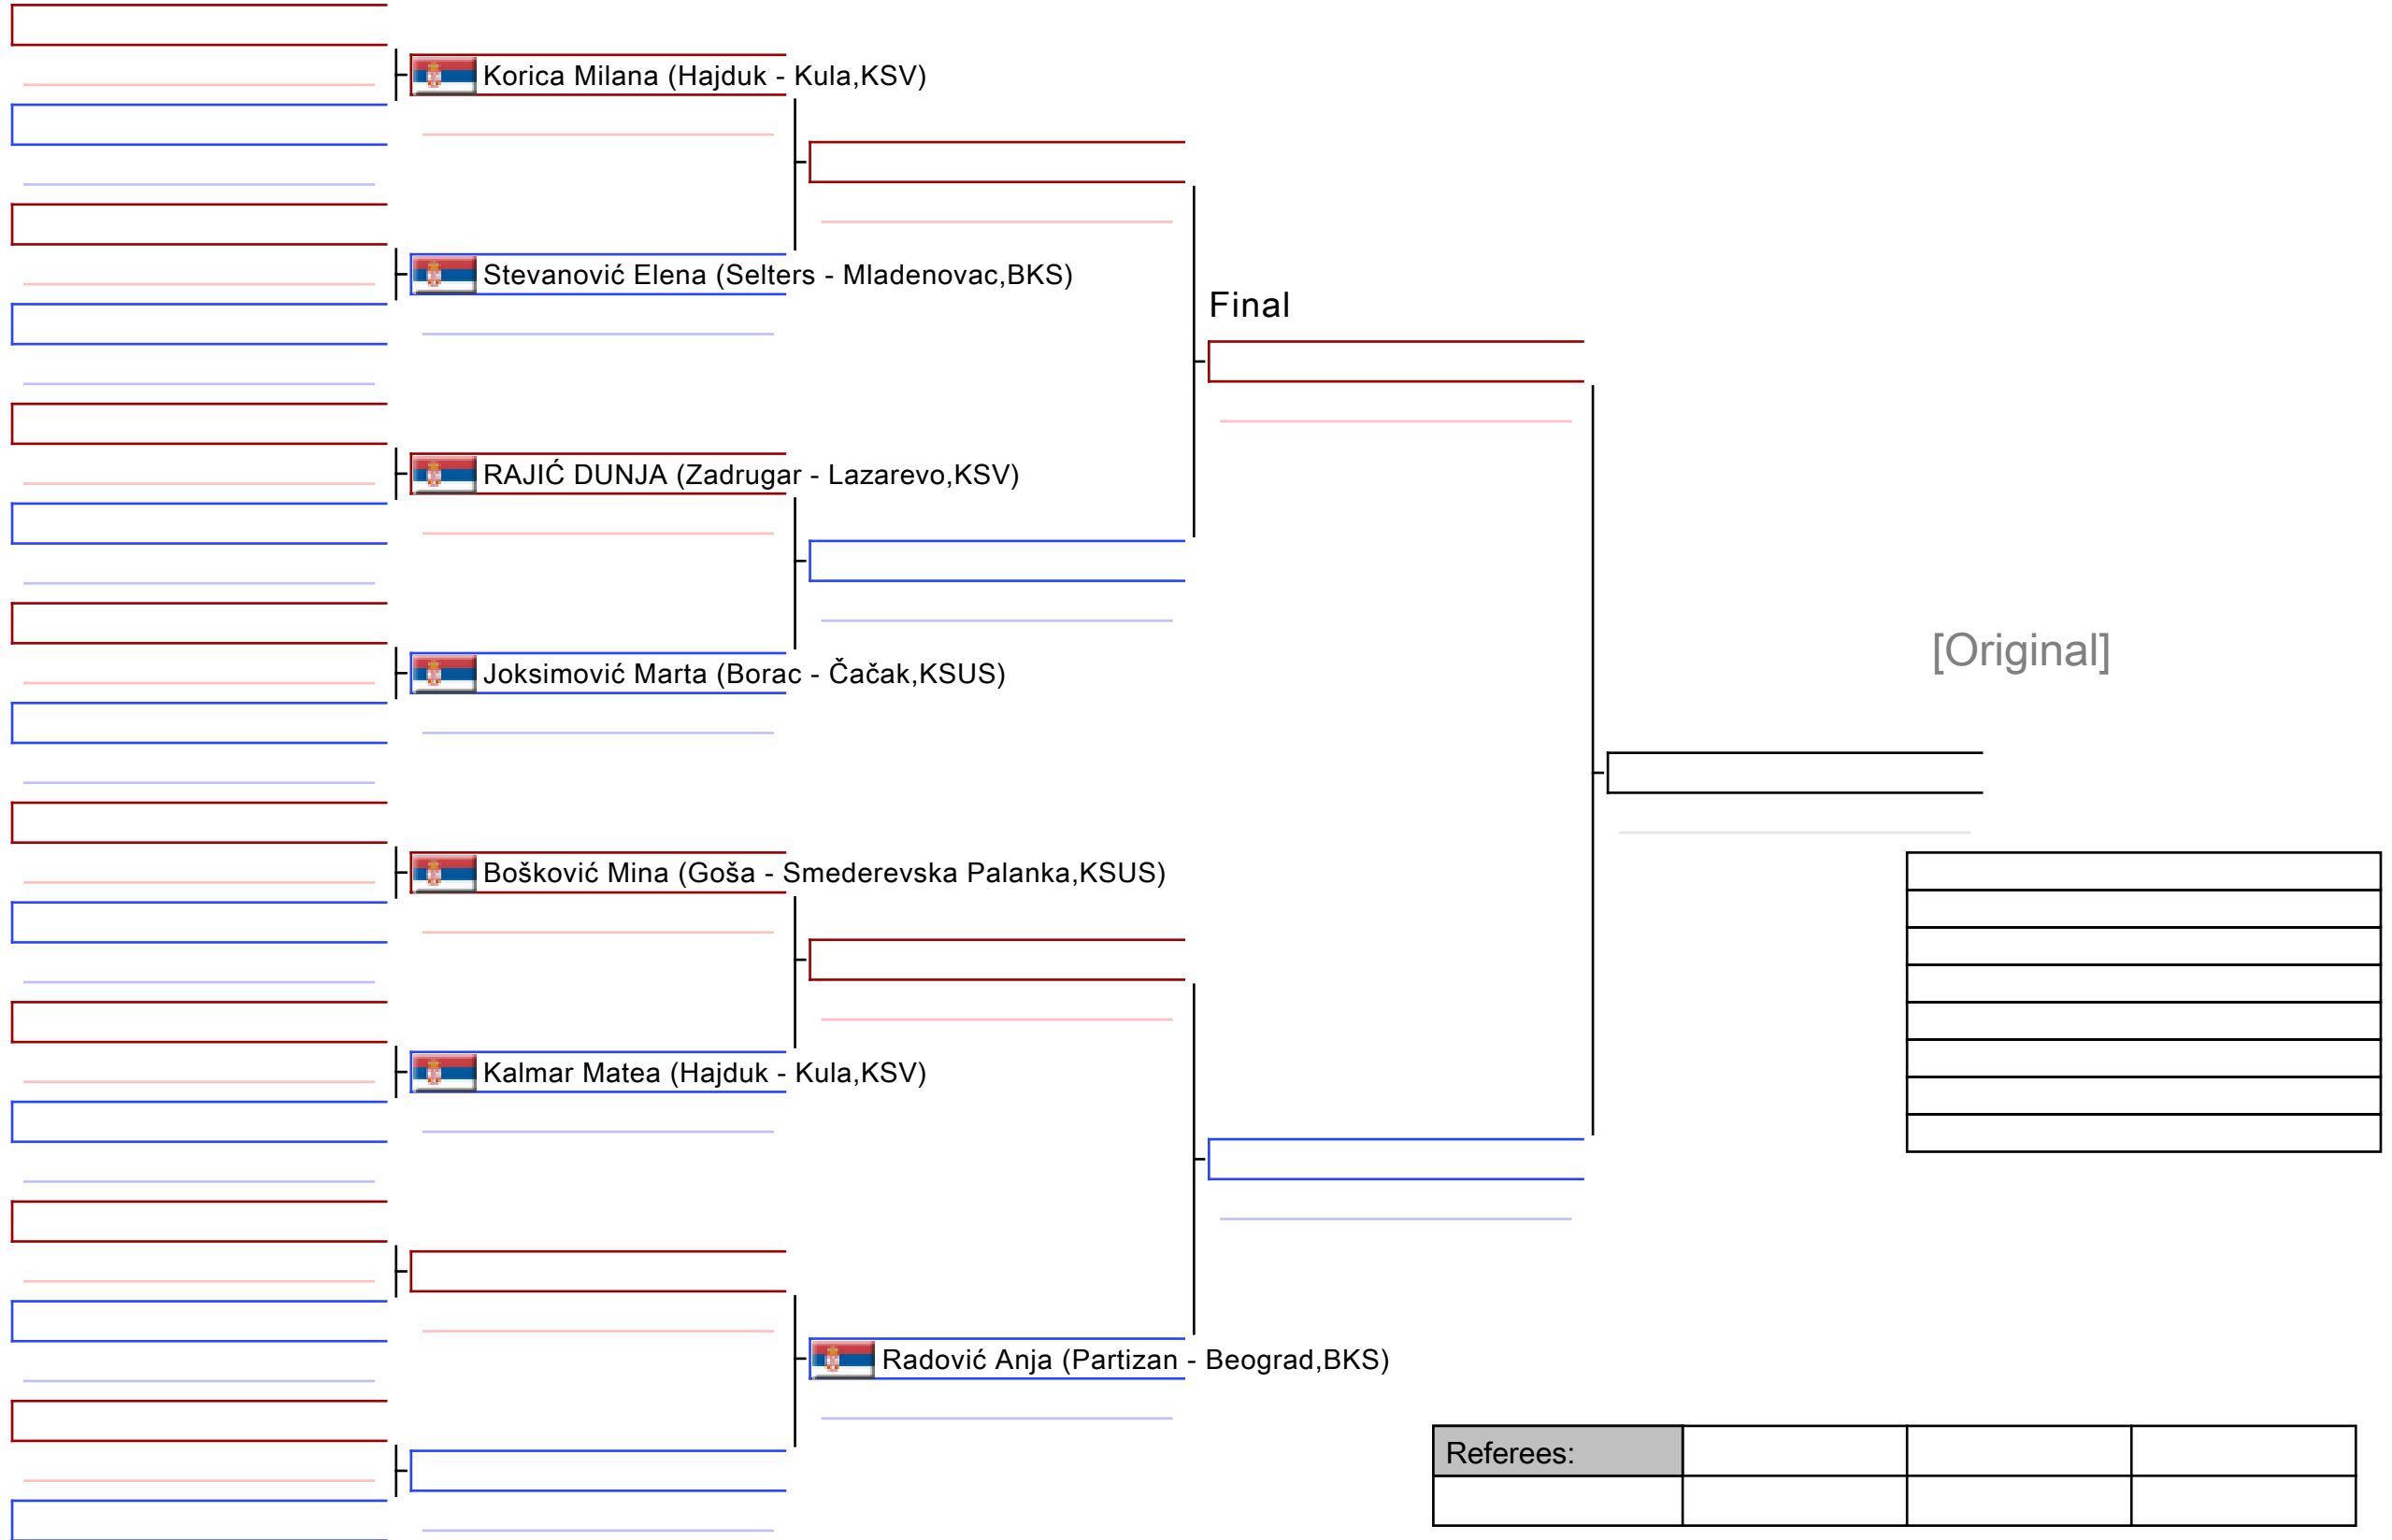 Korica Milana (Hajduk - Kula,KSV)
Stevanović Elena (Selters - Mladenovac,BKS)
Final
RAJIĆ DUNJA (Zadrugar - Lazarevo,KSV)
[Original]
Joksimović Marta (Borac - Čačak,KSUS)
Bošković Mina (Goša - Smederevska Palanka,KSUS)
Kalmar Matea (Hajduk - Kula,KSV)
Radović Anja (Partizan - Beograd,BKS)
Referees: